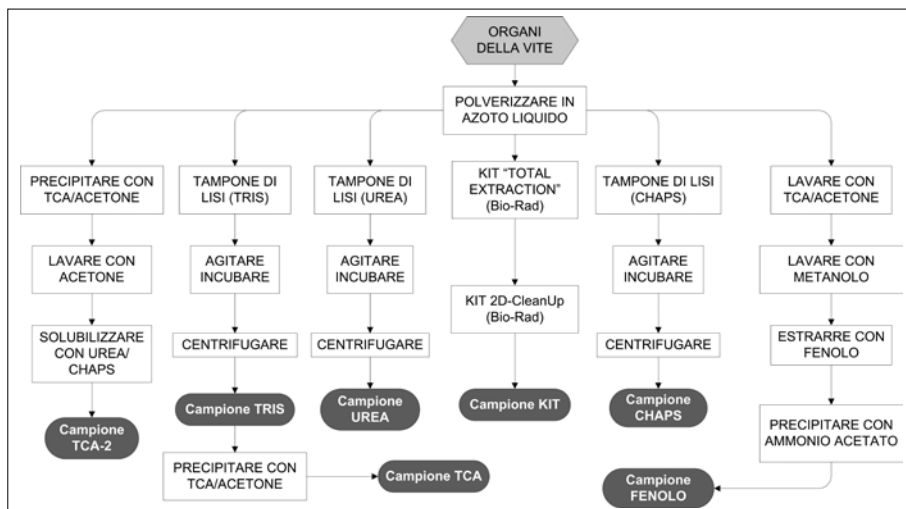 ORGANI
DELLA VITE
POLVERIZZARE IN
AZOTO LIQUIDO
PRECIPITARE CON
TCA/ACETONE
TAMPONE DI
LISI (TRIS)
TAMPONE DI
LISI (UREA)
KIT “TOTAL
EXTRACTION”
(Bio-Rad)
TAMPONE DI LISI
(CHAPS)
LAVARE CON
TCA/ACETONE
LAVARE CON
ACETONE
AGITARE
INCUBARE
AGITARE
INCUBARE
KIT 2D-CleanUp
(Bio-Rad)
AGITARE
INCUBARE
LAVARE CON
METANOLO
SOLUBILIZZARE
CON UREA/
CHAPS
CENTRIFUGARE
CENTRIFUGARE
CENTRIFUGARE
ESTRARRE CON
FENOLO
Campione
TCA-2
Campione TRIS
Campione
UREA
Campione KIT
Campione
CHAPS
PRECIPITARE CON
AMMONIO ACETATO
PRECIPITARE CON
TCA/ACETONE
Campione TCA
Campione
FENOLO